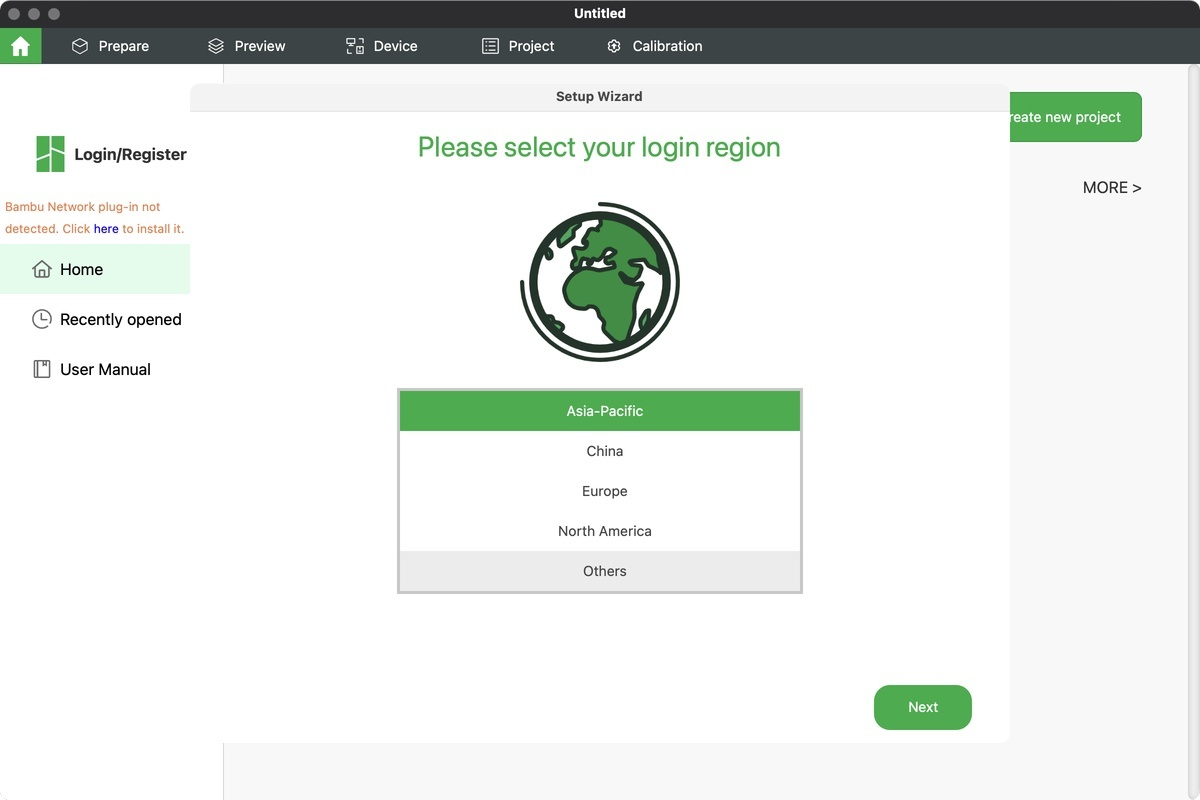 Untitled
Prepare
Preview
Device
Project
Calibration
Setup Wizard
Please select your login region
reate new project
Login/Register
MORE >
Bambu Network plug-in not
detected. Click here to install it.
Home
Recently opened
User Manual
Asia-Pacific
China
Europe
North America
Others
Next